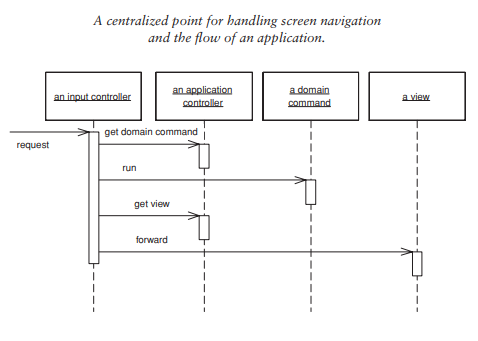 A centralized point for handling screen navigation
and the flow of an application.
an input controller
an application
controller
a domain
command
a view
request
get domain command
run
get view
forward